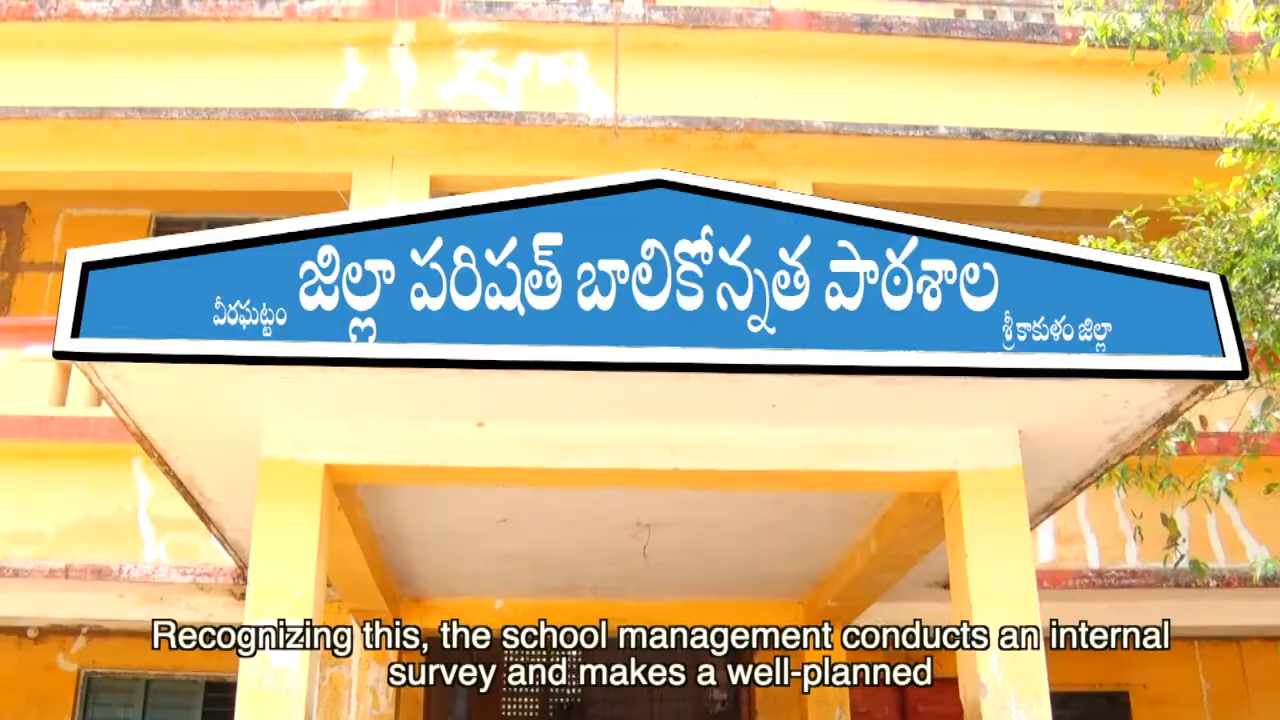 వీరఘట్టం జిల్లా పరిషత్ బాలికోన్నత పాఠశాల శ్రీకాకుళం జిల్లా
Recognizing this, the school management conducts an internal
survey and makes a well-planned